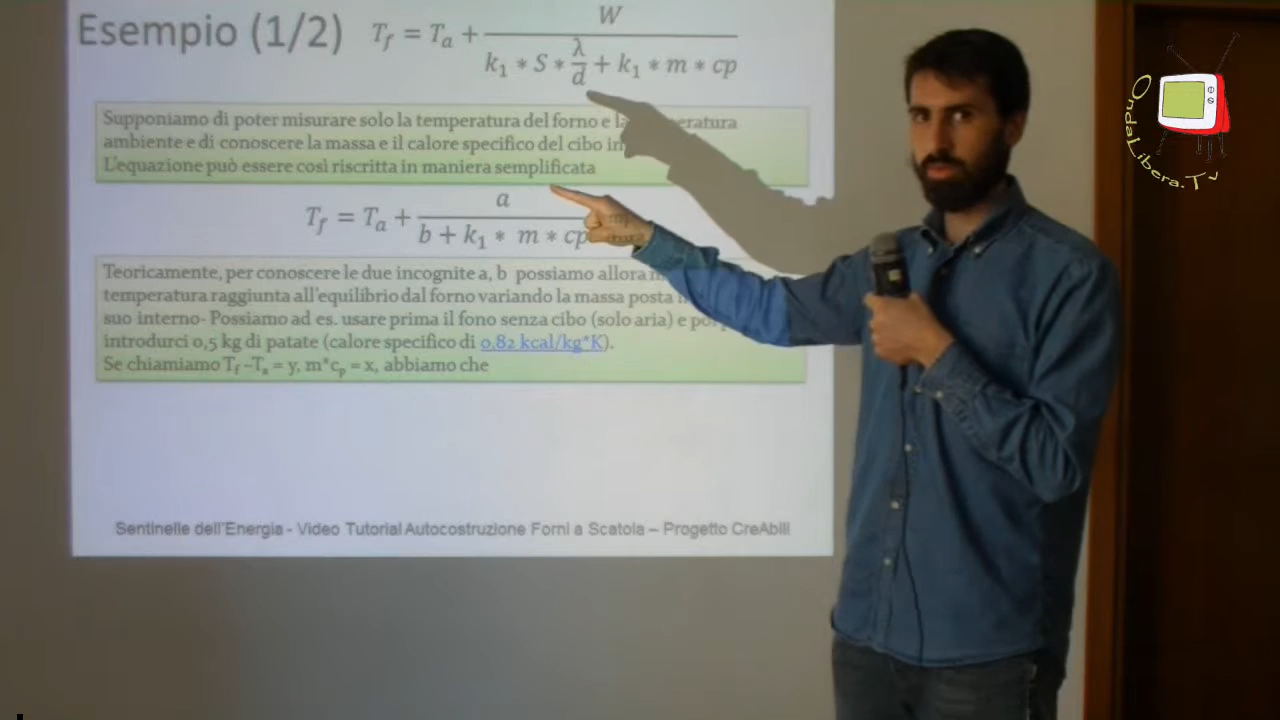 Esempio (1/2) T_f = T_a + W / (k_1 * S * λ/d + k_1 * m * cp)
Supponiamo di poter misurare solo la temperatura del forno e la
ambiente e di conoscere la massa e il calore specifico del cibo
L'equazione può essere così riscritta in maniera semplificata
T_f = T_a + a / (b + k_1 * m * cp
Teoricamente, per conoscere le due incognite a, b possiamo allora
temperatura raggiunta all'equilibrio dal forno variando la massa posta
suo interno- Possiamo ad es. usare prima il fono senza cibo (solo aria) e
introdurci 0,5 kg di patate (calore specifico di 0,82 kcal/kg*K).
Se chiamiamo T_f –T_a = y, m*c_p = x, abbiamo che
Sentinelle dell'Energia - Video Tutorial Autocostruzione Forni a Scatola – Progetto CreAbili
OndaLibera.Tv